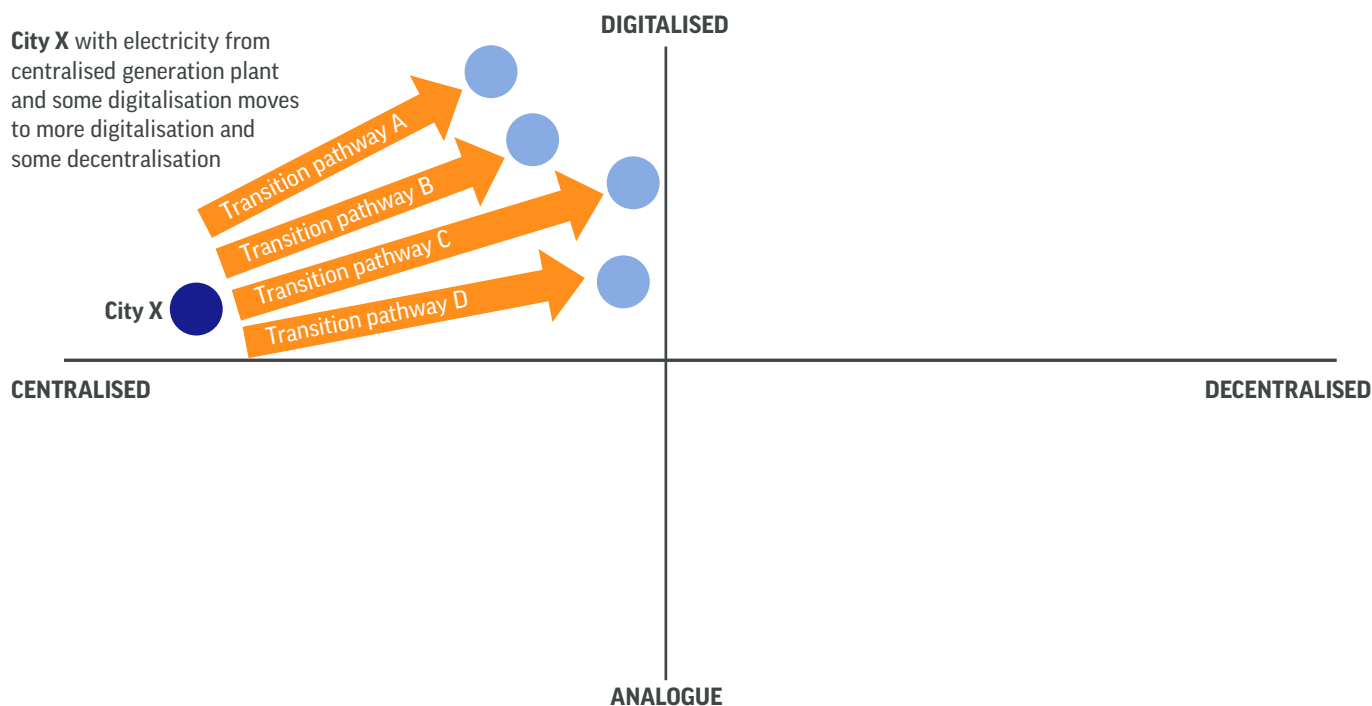 DIGITALISED
City X with electricity from
centralised generation plant
and some digitalisation moves
to more digitalisation and
some decentralisation
Transition pathway A
Transition pathway B
Transition pathway C
Transition pathway D
City X
CENTRALISED
DECENTRALISED
ANALOGUE